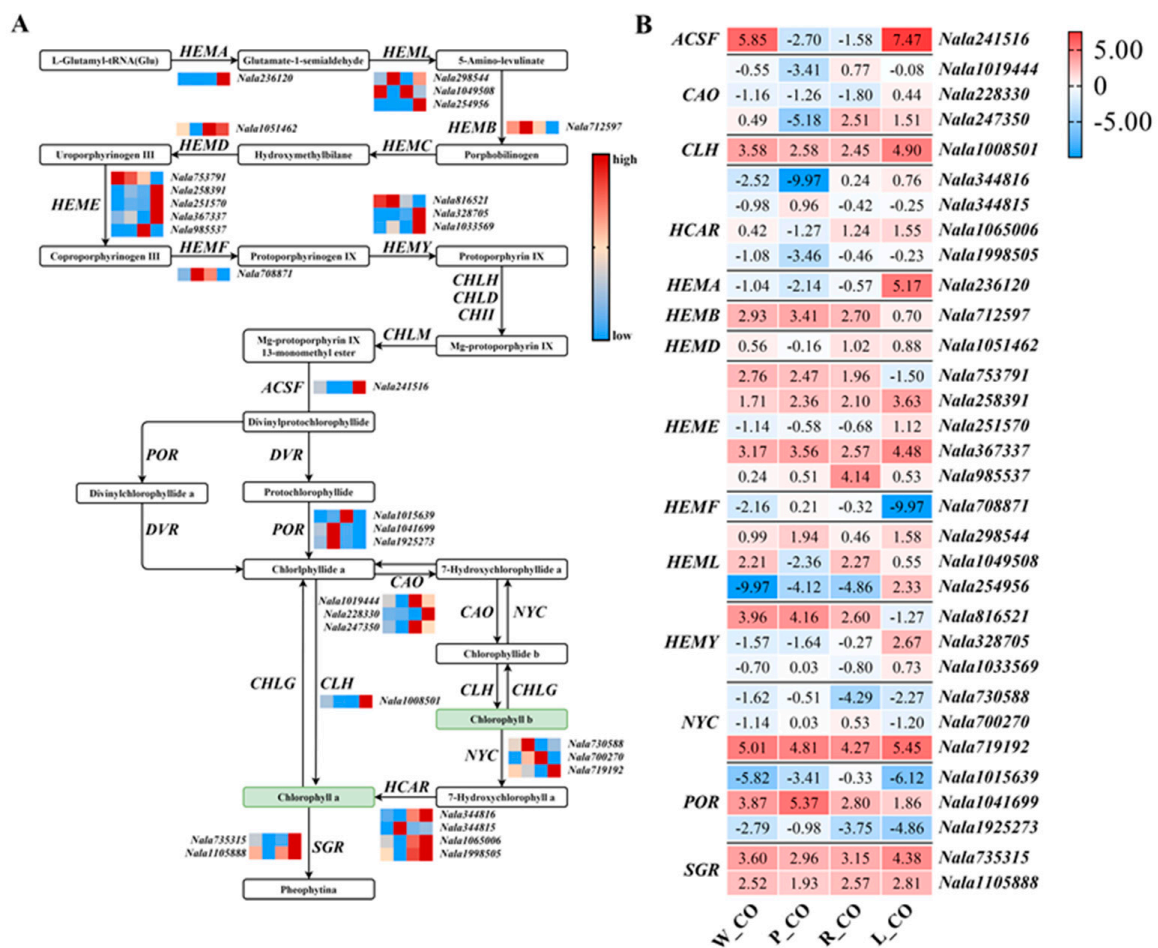 A
L-Glutamyl-tRNA(Glu)
HEMA
Glutamate-1-semialdehyde
HEML
5-Amino-levulinate
Nala236120
Nala298544
Nala1049508
Nala254956
Nala1051462
HEMB
Nala712597
Uroporphyrinogen III
HEMD
Hydroxymethylbilane
HEMC
Porphobilinogen
HEME
Nala753791
Nala258391
Nala251570
Nala367337
Nala985537
Nala816521
Nala328705
Nala1033569
high
low
Coproporphyrinogen III
HEMF
Protoporphyrinogen IX
HEMY
Protoporphyrin IX
Nala708871
CHLH
CHLD
CHII
Mg-protoporphyrin IX
13-monomethyl ester
CHLM
Mg-protoporphyrin IX
ACSF
Nala241516
Divinylprotochlorophyllide
POR
DVR
Divinylchlorophyllide a
Protochlorophyllide
DVR
POR
Nala1015639
Nala1041699
Nala1925273
Chlorlphyllide a
7-Hydroxychlorophyllide a
CAO
Nala1019444
Nala228330
Nala247350
CAO
NYC
Chlorophyllide b
CHLG
CLH
Nala1008501
CLH
CHLG
Chlorophyll b
NYC
Nala730588
Nala700270
Nala719192
Chlorophyll a
HCAR
7-Hydroxychlorophyll a
Nala344816
Nala344815
Nala1065006
Nala1998505
Nala735315
Nala1105888
SGR
Pheophytina
B
ACSF 5.85 -2.70 -1.58 7.47 Nala241516
-0.55 -3.41 0.77 -0.08 Nala1019444
CAO -1.16 -1.26 -1.80 0.44 Nala228330
0.49 -5.18 2.51 1.51 Nala247350
CLH 3.58 2.58 2.45 4.90 Nala1008501
-2.52 -9.97 0.24 0.76 Nala344816
-0.98 0.96 -0.42 -0.25 Nala344815
HCAR 0.42 -1.27 1.24 1.55 Nala1065006
-1.08 -3.46 -0.46 -0.23 Nala1998505
HEMA -1.04 -2.14 -0.57 5.17 Nala236120
HEMB 2.93 3.41 2.70 0.70 Nala712597
HEMD 0.56 -0.16 1.02 0.88 Nala1051462
2.76 2.47 1.96 -1.50 Nala753791
1.71 2.36 2.10 3.63 Nala258391
HEME -1.14 -0.58 -0.68 1.12 Nala251570
3.17 3.56 2.57 4.48 Nala367337
0.24 0.51 4.14 0.53 Nala985537
HEMF -2.16 0.21 -0.32 -9.97 Nala708871
0.99 1.94 0.46 1.58 Nala298544
HEML 2.21 -2.36 2.27 0.55 Nala1049508
-9.97 -4.12 -4.86 2.33 Nala254956
3.96 4.16 2.60 -1.27 Nala816521
HEMY -1.57 -1.64 -0.27 2.67 Nala328705
-0.70 0.03 -0.80 0.73 Nala1033569
-1.62 -0.51 -4.29 -2.27 Nala730588
NYC -1.14 0.03 0.53 -1.20 Nala700270
5.01 4.81 4.27 5.45 Nala719192
-5.82 -3.41 -0.33 -6.12 Nala1015639
POR 3.87 5.37 2.80 1.86 Nala1041699
-2.79 -0.98 -3.75 -4.86 Nala1925273
SGR 3.60 2.96 3.15 4.38 Nala735315
2.52 1.93 2.57 2.81 Nala1105888
W_CO P_CO R_CO L_CO
5.00
0
-5.00